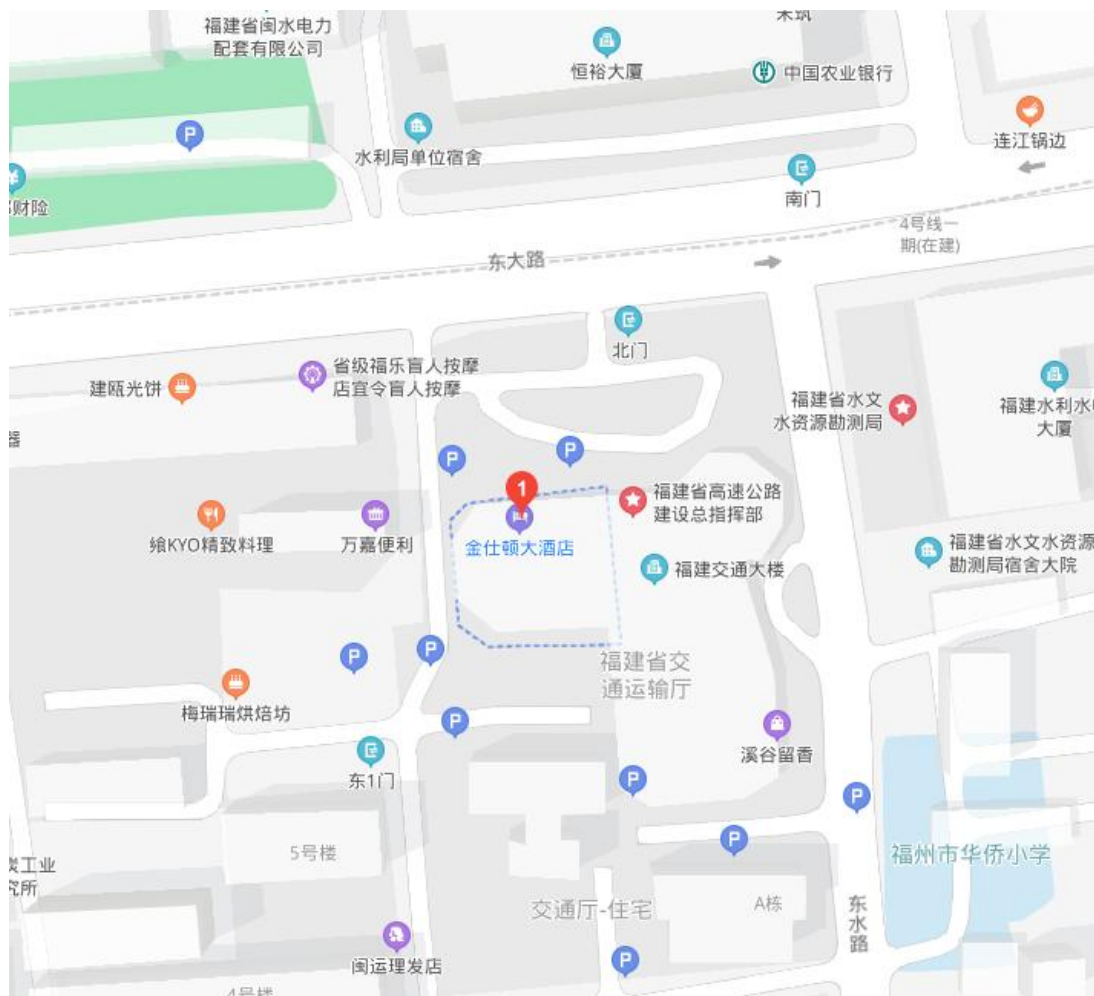 福建省闽水电力
配套有限公司
恒裕大厦
中国农业银行
连江锅边
水利局单位宿舍
南门
财险
4号线一
期(在建)
东大路
北门
省级福乐盲人按摩
店宜令盲人按摩
建瓯光饼
福建省水文
水资源勘测局
福建水利水
大厦
器
1
福建省高速公路
建设总指挥部
飨KYO精致料理
万嘉便利
金仕顿大酒店
福建交通大楼
福建省水文水资源
勘测局宿舍大院
福建省交
通运输厅
梅瑞瑞烘焙坊
溪谷留香
东1门
5号楼
福州市华侨小学
工业
究所
交通厅-住宅
A栋
东水路
闽运理发店
4号楼
P
P
P
P
P
P
P
P
P
P